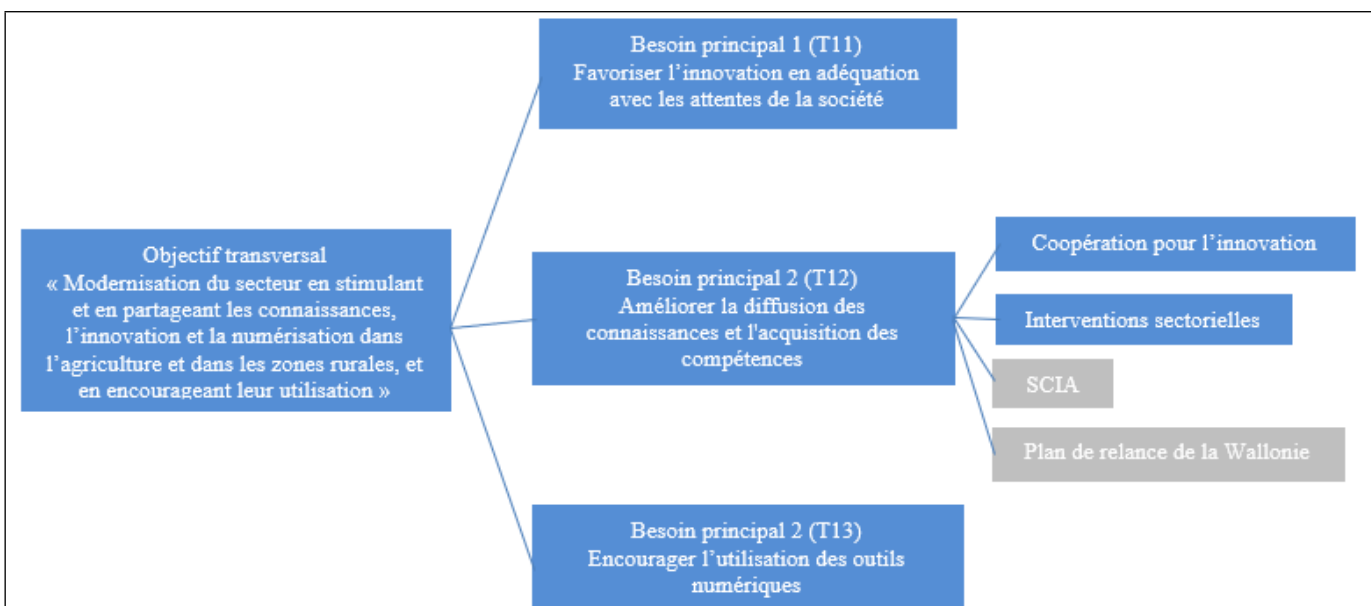 Besoin principal 1 (T11)
Favoriser l’innovation en adéquation
avec les attentes de la société
Objectif transversal
« Modernisation du secteur en stimulant
et en partageant les connaissances,
l’innovation et la numérisation dans
l’agriculture et dans les zones rurales, et
en encourageant leur utilisation »
Besoin principal 2 (T12)
Améliorer la diffusion des
connaissances et l'acquisition des
compétences
Coopération pour l’innovation
Interventions sectorielles
SCIA
Plan de relance de la Wallonie
Besoin principal 2 (T13)
Encourager l’utilisation des outils
numériques